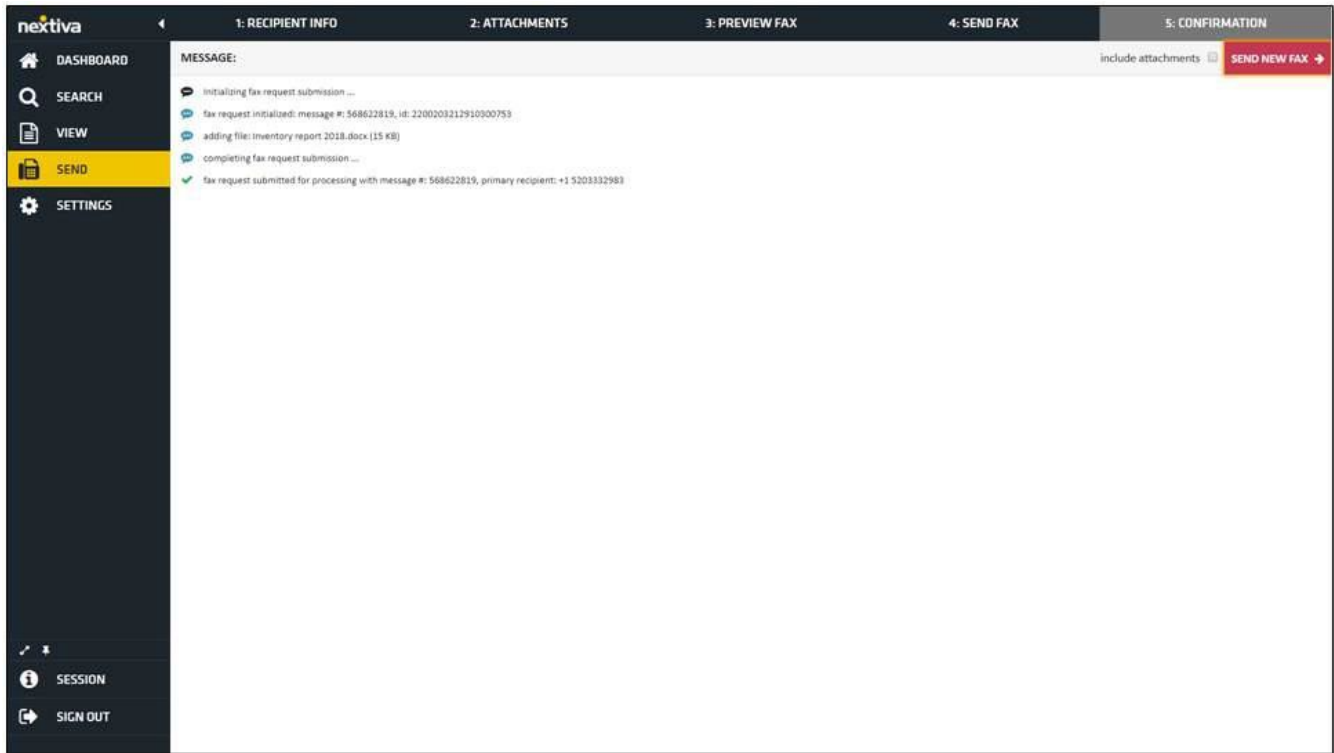 nextiva
1: RECIPIENT INFO
2: ATTACHMENTS
3: PREVIEW FAX
4: SEND FAX
5: CONFIRMATION
DASHBOARD
SEARCH
VIEW
SEND
SETTINGS
MESSAGE:
include attachments
SEND NEW FAX
Initializing fax request submission ...
fax request initialized: message #: 568622819, id: 2200203212910300753
adding file: Inventory report 2018.docx (15 KB)
completing fax request submission ...
fax request submitted for processing with message #: 568622819, primary recipient: +1 5203332983
SESSION
SIGN OUT